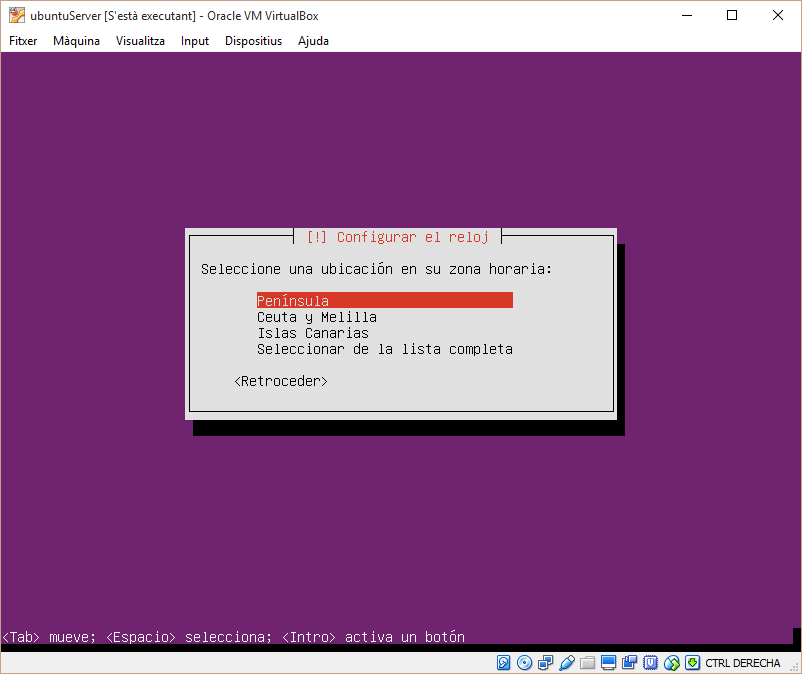 ubuntuServer [S'està executant] - Oracle VM VirtualBox
Fitxer Màquina Visualitza Input Dispositius Ajuda
[!] Configurar el reloj
Seleccione una ubicación en su zona horaria:
Península
Ceuta y Melilla
Islas Canarias
Seleccionar de la lista completa
<Retroceder>
<Tab> mueve; <Espacio> selecciona; <Intro> activa un botón
CTRL DERECHA